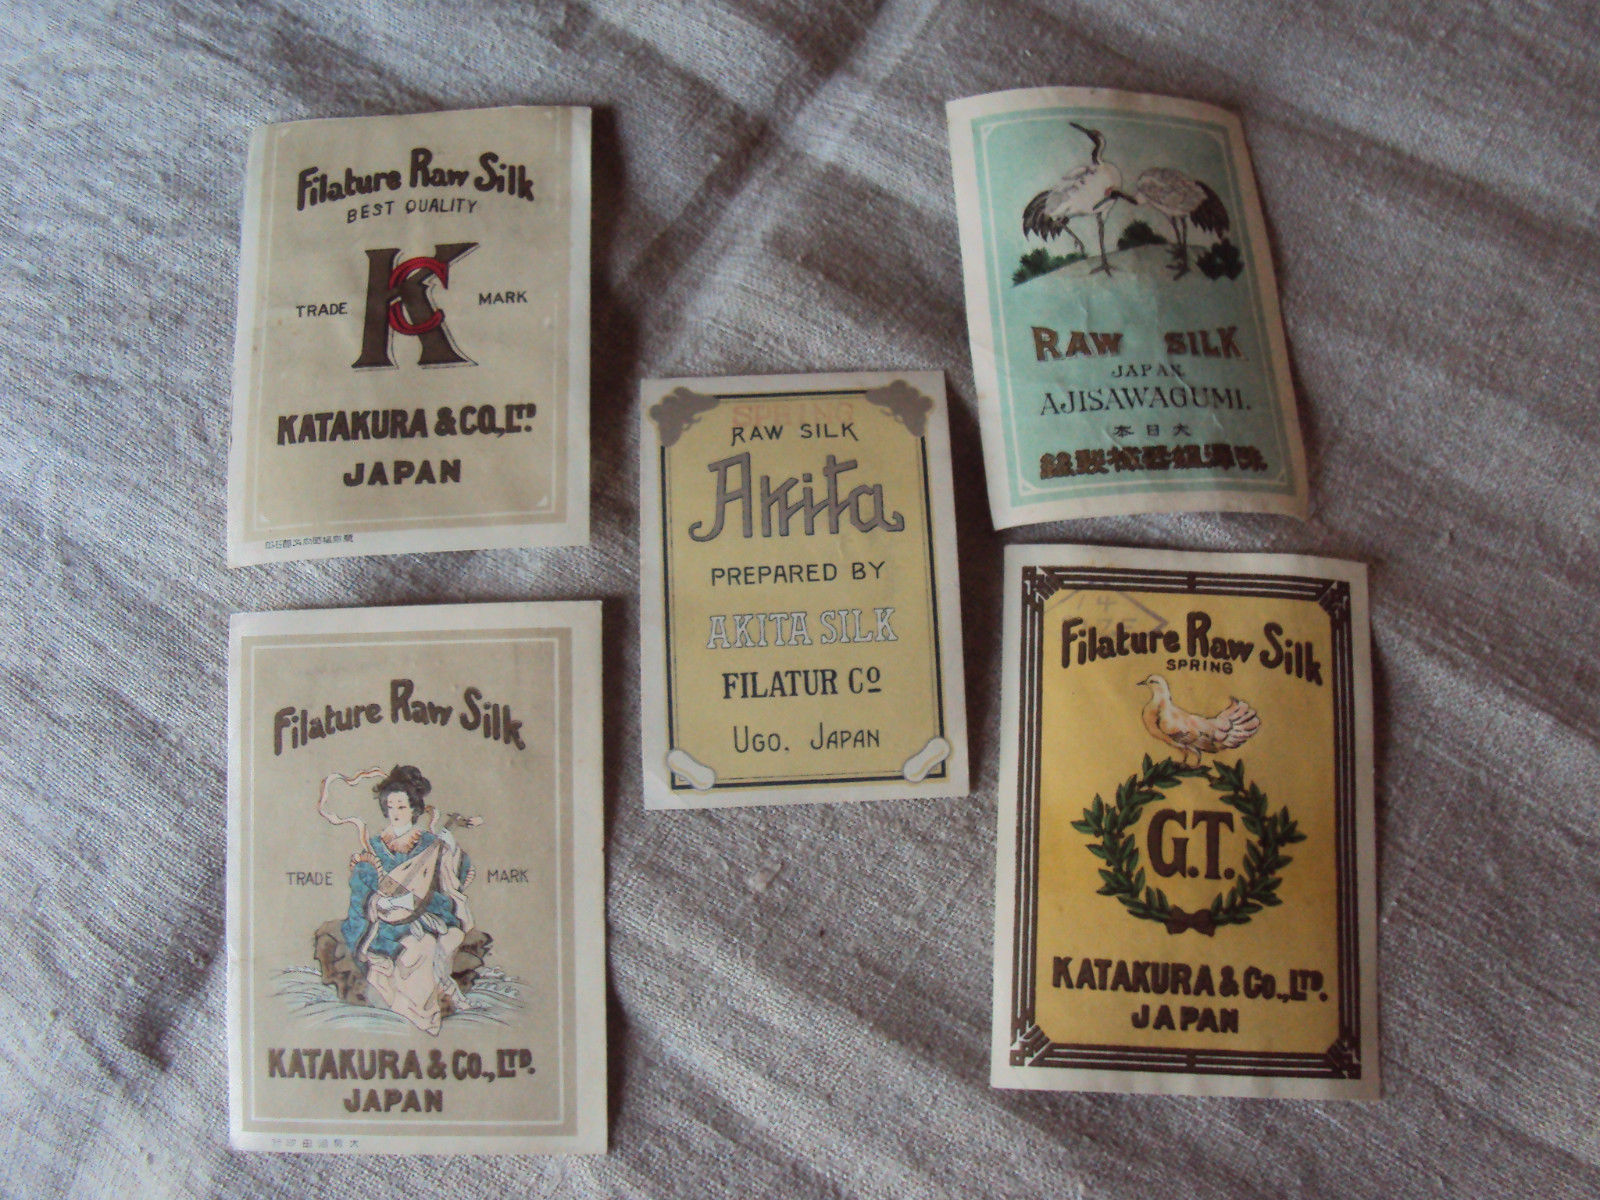 Filature Raw Silk
BEST QUALITY
KC
TRADE MARK
KATAKURA & CO., LTD.
JAPAN
RAW SILK
JAPAN
AJISAWAGUMI.
本日大
SPRING
RAW SILK
Akita
PREPARED BY
AKITA SILK
FILATUR CO
UGO. JAPAN
Filature Raw Silk
TRADE MARK
KATAKURA & CO., LTD.
JAPAN
14
Filature Raw Silk
SPRING
G.T.
KATAKURA & CO., LTD.
JAPAN